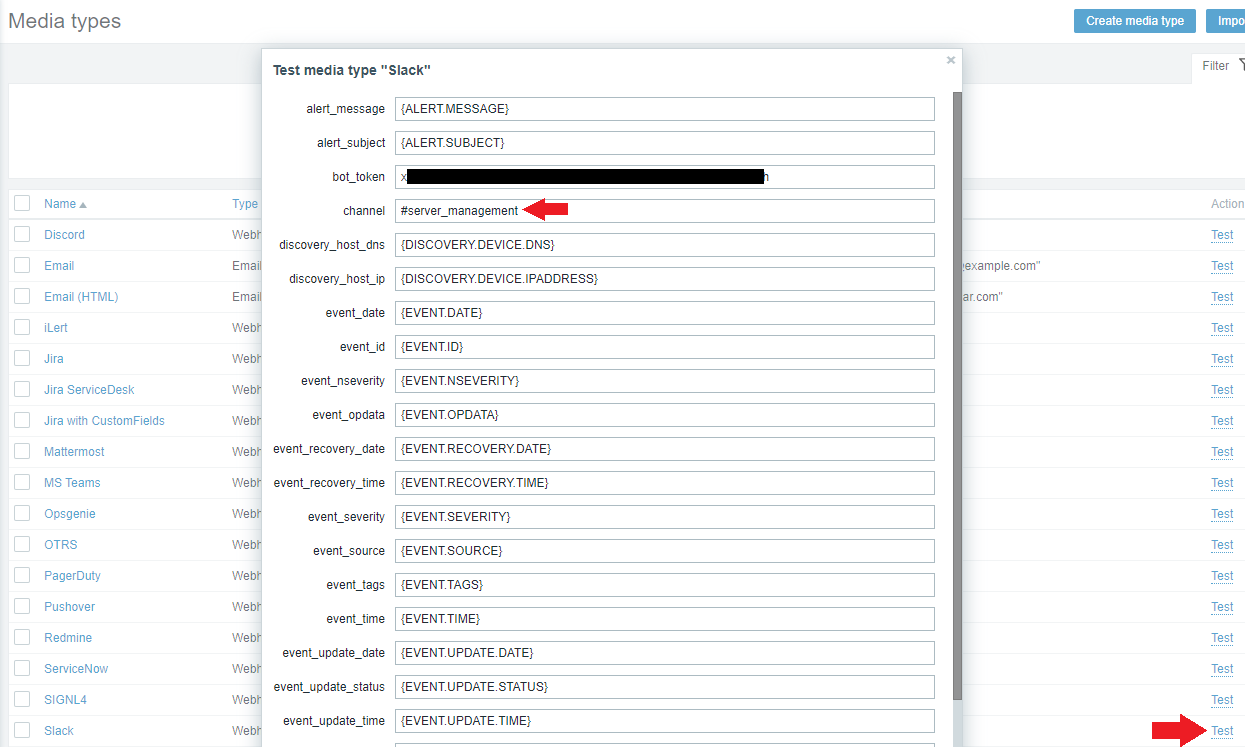 Media types
Create media type
Impo
Filter
Test media type "Slack"
alert_message {ALERT.MESSAGE}
alert_subject {ALERT.SUBJECT}
bot_token x h
channel #server_management
discovery_host_dns {DISCOVERY.DEVICE.DNS}
discovery_host_ip {DISCOVERY.DEVICE.IPADDRESS}
event_date {EVENT.DATE}
event_id {EVENT.ID}
event_nseverity {EVENT.NSEVERITY}
event_opdata {EVENT.OPDATA}
event_recovery_date {EVENT.RECOVERY.DATE}
event_recovery_time {EVENT.RECOVERY.TIME}
event_severity {EVENT.SEVERITY}
event_source {EVENT.SOURCE}
event_tags {EVENT.TAGS}
event_time {EVENT.TIME}
event_update_date {EVENT.UPDATE.DATE}
event_update_status {EVENT.UPDATE.STATUS}
event_update_time {EVENT.UPDATE.TIME}
Name Type Action
Discord Webh Test
Email Email @example.com" Test
Email (HTML) Email ar.com" Test
iLert Webh Test
Jira Webh Test
Jira ServiceDesk Webh Test
Jira with CustomFields Webh Test
Mattermost Webh Test
MS Teams Webh Test
Opsgenie Webh Test
OTRS Webh Test
PagerDuty Webh Test
Pushover Webh Test
Redmine Webh Test
ServiceNow Webh Test
SIGNL4 Webh Test
Slack Webh Test